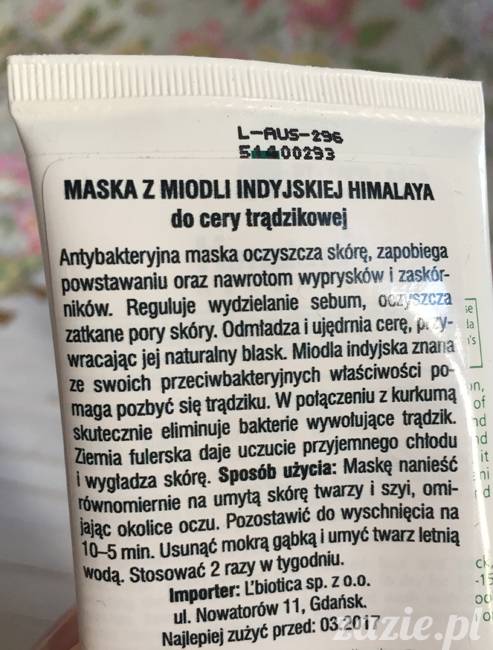 L-AUS-296
00293
MASKA Z MIODLI INDYJSKIEJ HIMALAYA
do cery trądzikowej
Antybakteryjna maska oczyszcza skórę, zapobiega
powstawaniu oraz nawrotom wyprysków i zaskór-
ników. Reguluje wydzielanie sebum, oczyszcza
zatkane pory skóry. Odmładza i ujędrnia cerę, przy-
wracając jej naturalny blask. Miodla indyjska znana
ze swoich przeciwbakteryjnych właściwości po-
maga pozbyć się trądziku. W połączeniu z kurkumą
skutecznie eliminuje bakterie wywołujące trądzik.
Ziemia fulerska daje uczucie przyjemnego chłodu
i wygładza skórę. Sposób użycia: Maskę nanieść
równomiernie na umytą skórę twarzy i szyi, omi-
jając okolice oczu. Pozostawić do wyschnięcia na
10–5 min. Usunąć mokrą gąbką i umyć twarz letnią
wodą. Stosować 2 razy w tygodniu.
Importer: L'biotica sp. z o.o.
ul. Nowatorów 11, Gdańsk.
Najlepiej zużyć przed: 03.2017
zazie.pl